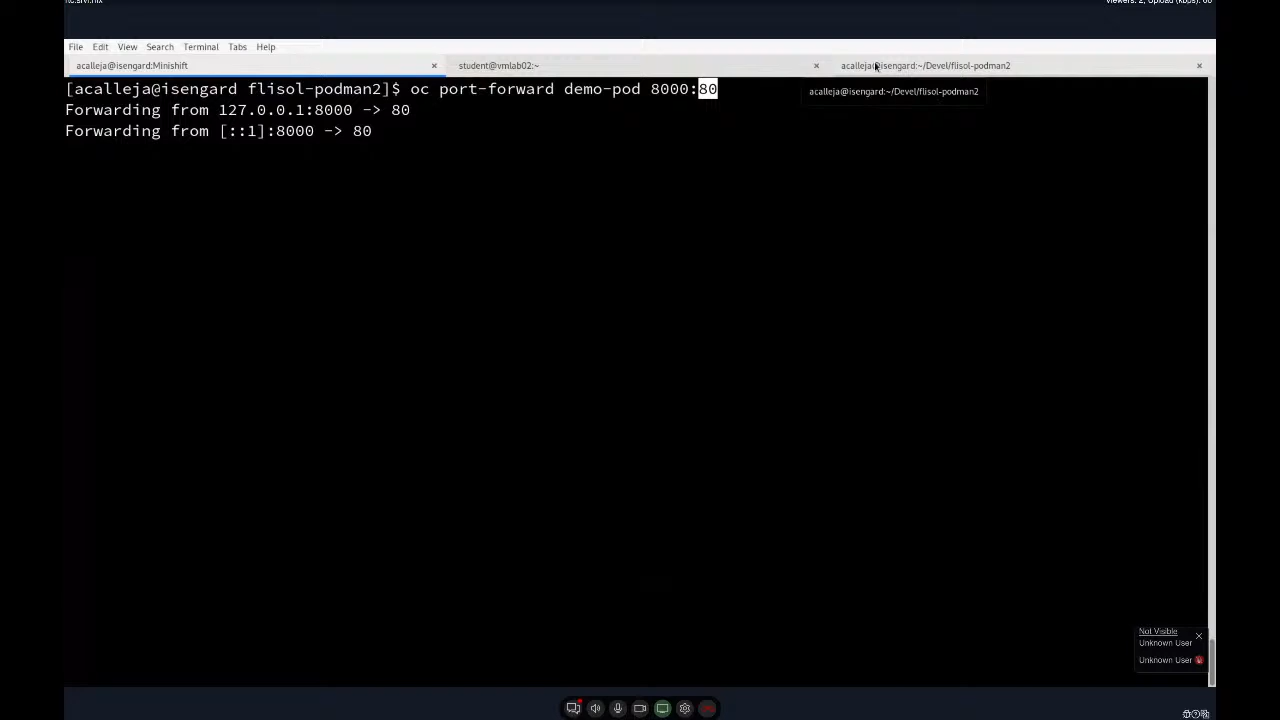 File Edit View Search Terminal Tabs Help
acalleja@isengard:Minishift × student@vmlab02:~ × acalleja@isengard:~/Devel/flisol-podman2 ×
[acalleja@isengard flisol-podman2]$ oc port-forward demo-pod 8000:80
acalleja@isengard:~/Devel/flisol-podman2
Forwarding from 127.0.0.1:8000 -> 80
Forwarding from [::1]:8000 -> 80
Not Visible
Unknown User
Unknown User